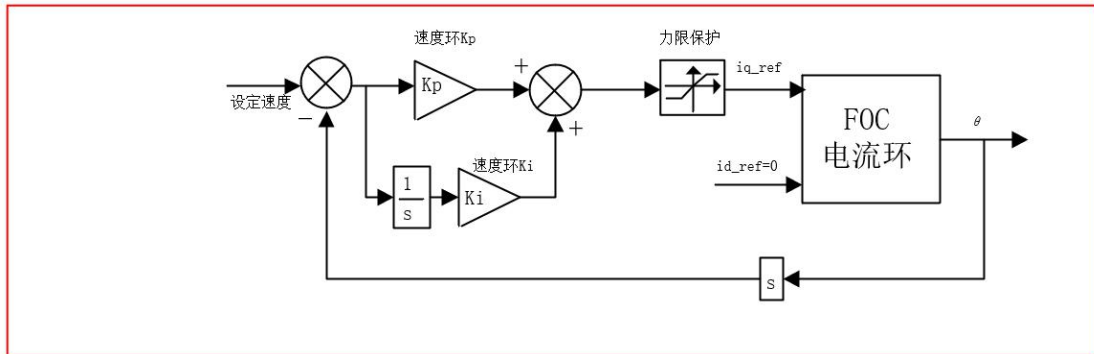 速度环Kp
力限保护
+
iq_ref
Kp
设定速度
FOC
电流环
θ
−
+
速度环Ki
id_ref=0
1
s
Ki
s